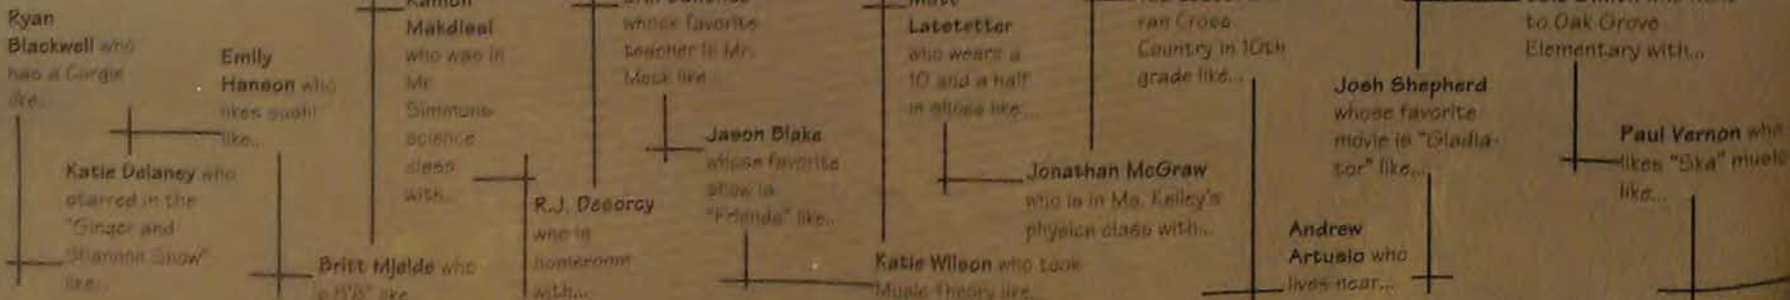 Ryan
Blackwell who
has a Corgie
like...
Emily
Hanson who
likes sushi
like...
Katie Delaney who
starred in the
"Ginger and
Shannon Show"
like...
Makdisel
who was in
Mr.
Simmons
science
class
with...
Britt Mjelde who
is 5'8" like
whose favorite
teacher is Mr.
Mock like...
R.J. Desorcy
who in
homeroom
with...
Jason Blake
whose favorite
show is
"Friends" like...
Latetetter
who wears a
10 and a half
in shoes like...
Katie Wilson who took
Music Theory like...
ran Cross
Country in 10th
grade like...
Jonathan McGraw
who is in Ms. Kelley's
physics class with...
Josh Shepherd
whose favorite
movie is "Gladia-
tor" like...
Andrew
Artusio who
lives near...
to Oak Grove
Elementary with...
Paul Vernon who
likes "Ska" music
like...